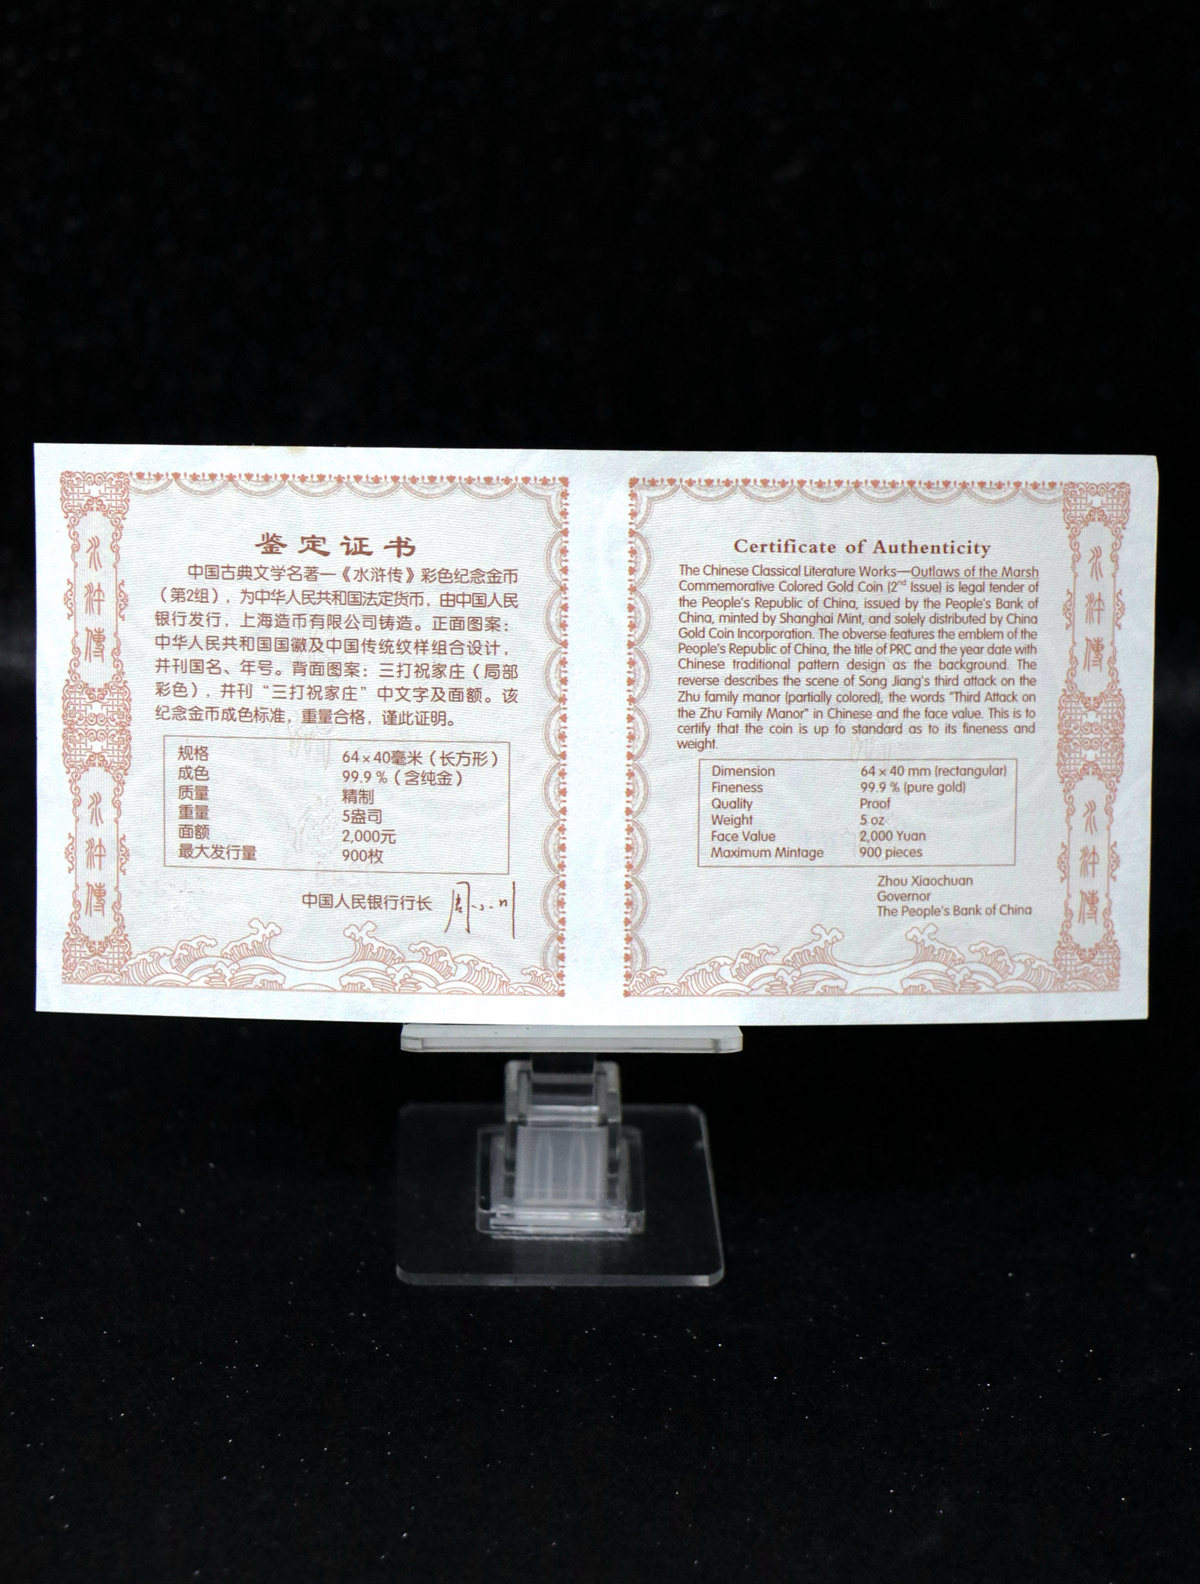 水滸傳
水滸傳
鉴定证书
中国古典文学名著—《水浒传》彩色纪念金币
（第2组），为中华人民共和国法定货币，由中国人民
银行发行，上海造币有限公司铸造。正面图案：
中华人民共和国国徽及中国传统纹样组合设计，
并刊国名、年号。背面图案：三打祝家庄（局部
彩色），并刊“三打祝家庄”中文字及面额。该
纪念金币成色标准，重量合格，谨此证明。
规格 64×40毫米（长方形）
成色 99.9％（含纯金）
质量 精制
重量 5盎司
面额 2,000元
最大发行量 900枚
中国人民银行行长 周小川
Certificate of Authenticity
The Chinese Classical Literature Works—Outlaws of the Marsh
Commemorative Colored Gold Coin (2nd Issue) is legal tender of
the People's Republic of China, issued by the People's Bank of
China, minted by Shanghai Mint, and solely distributed by China
Gold Coin Incorporation. The obverse features the emblem of the
People's Republic of China, the title of PRC and the year date with
Chinese traditional pattern design as the background. The
reverse describes the scene of Song Jiang's third attack on the
Zhu family manor (partially colored), the words "Third Attack on
the Zhu Family Manor" in Chinese and the face value. This is to
certify that the coin is up to standard as to its fineness and
weight.
Dimension 64 × 40 mm (rectangular)
Fineness 99.9 % (pure gold)
Quality Proof
Weight 5 oz
Face Value 2,000 Yuan
Maximum Mintage 900 pieces
Zhou Xiaochuan
Governor
The People's Bank of China
水滸傳
水滸傳